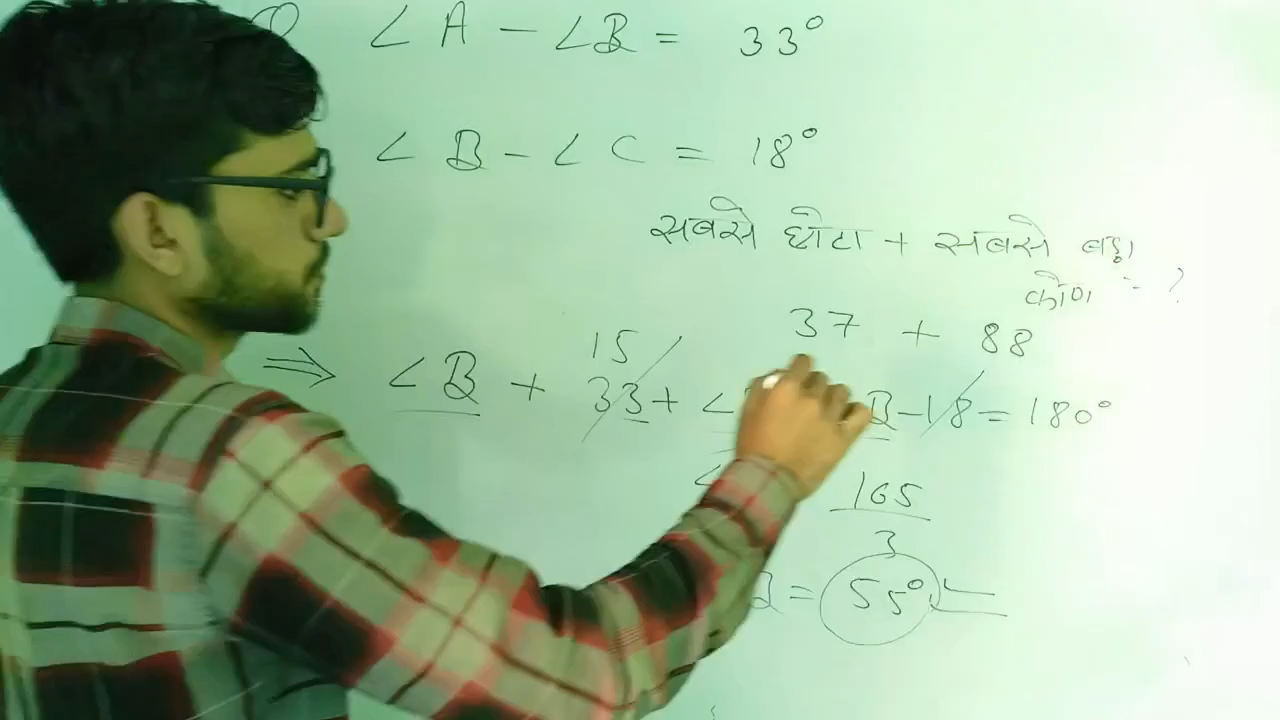 Q ∠A - ∠B = 33°
∠B - ∠C = 18°
सबसे छोटा + सबसे बड़ा
कोण = ?
37 + 88
15
⇒ ∠B + 33 + ∠ B - 18 = 180°
∠ 165
3
= 55°